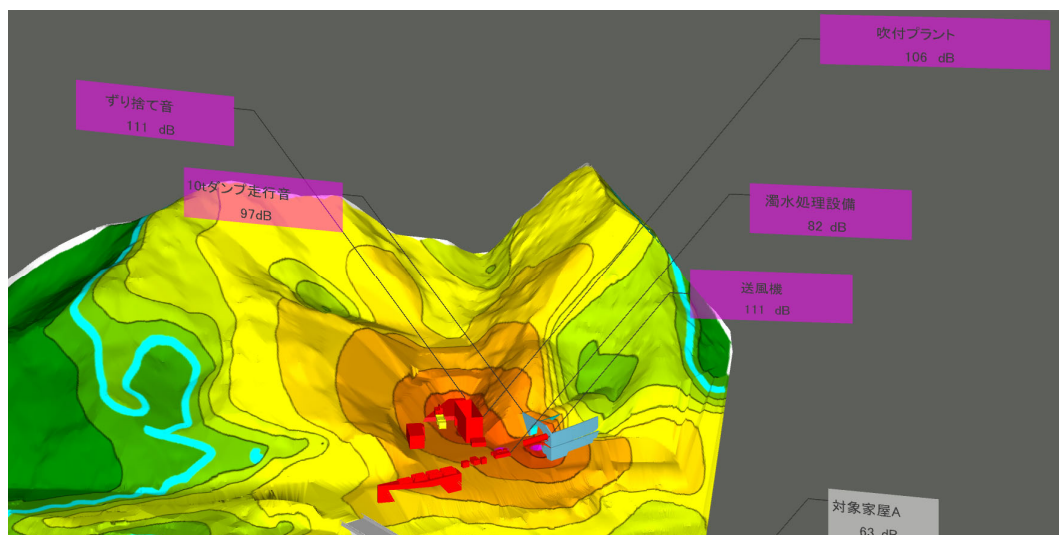 吹付プラント
106 dB
ずり捨て音
111 dB
10tダンプ走行音
97dB
濁水処理設備
82 dB
送風機
111 dB
対象家屋A
63 dB